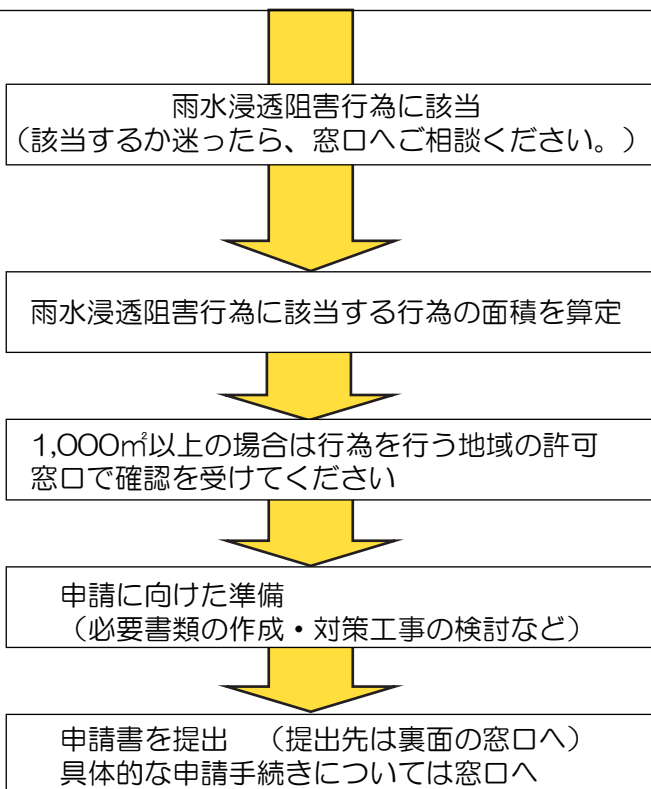 雨水浸透阻害行為に該当
（該当するか迷ったら、窓口へご相談ください。）
雨水浸透阻害行為に該当する行為の面積を算定
1,000㎡以上の場合は行為を行う地域の許可
窓口で確認を受けてください
申請に向けた準備
（必要書類の作成・対策工事の検討など）
申請書を提出　（提出先は裏面の窓口へ）
具体的な申請手続きについては窓口へ